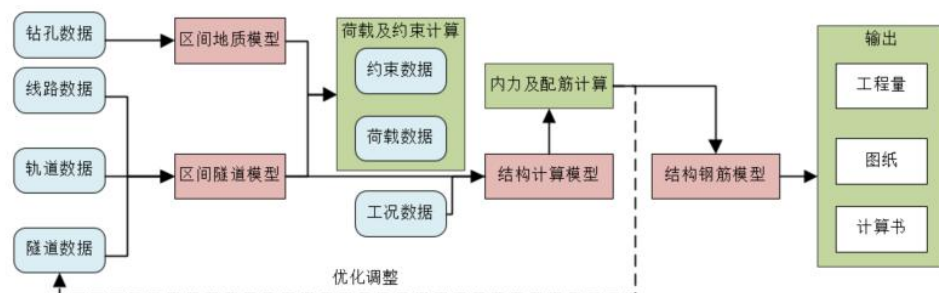 钻孔数据
线路数据
轨道数据
隧道数据
区间地质模型
区间隧道模型
荷载及约束计算
约束数据
荷载数据
工况数据
内力及配筋计算
结构计算模型
结构钢筋模型
输出
工程量
图纸
计算书
优化调整